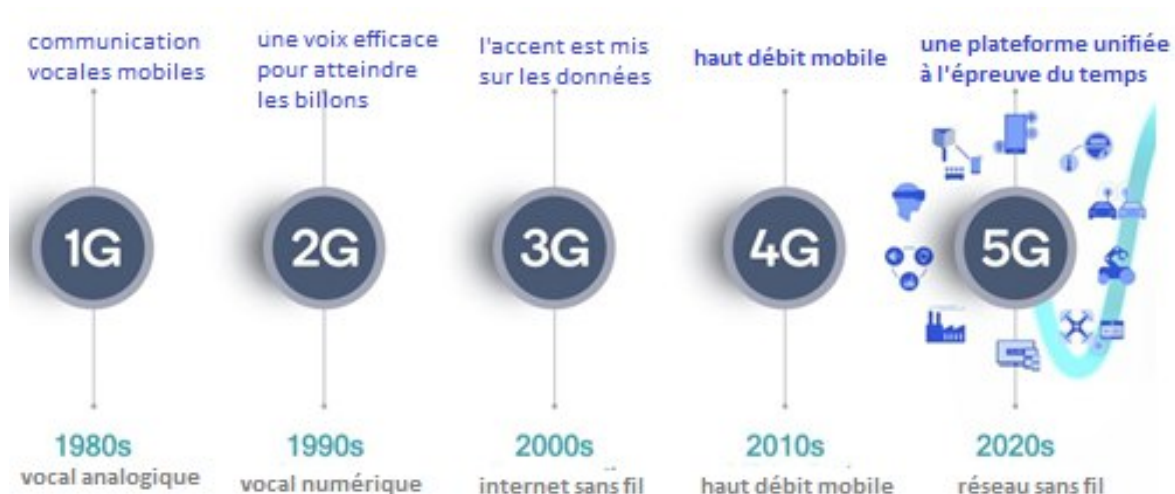 communication
vocales mobiles
une voix efficace
pour atteindre
les billons
l'accent est mis
sur les données
haut débit mobile
une plateforme unifiée
à l'épreuve du temps
1G
2G
3G
4G
5G
1980s
vocal analogique
1990s
vocal numérique
2000s
internet sans fil
2010s
haut débit mobile
2020s
réseau sans fil